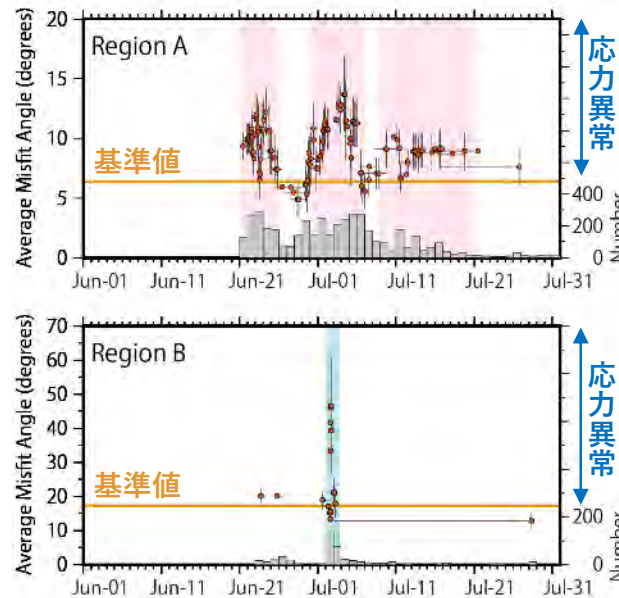 Region A
Average Misfit Angle (degrees)
20
15
10
5
0
基準値
応力異常
400
200
0
Number
Jun-01 Jun-11 Jun-21 Jul-01 Jul-11 Jul-21 Jul-31
Region B
Average Misfit Angle (degrees)
70
60
50
40
30
20
10
0
基準値
応力異常
200
0
Number
Jun-01 Jun-11 Jun-21 Jul-01 Jul-11 Jul-21 Jul-31